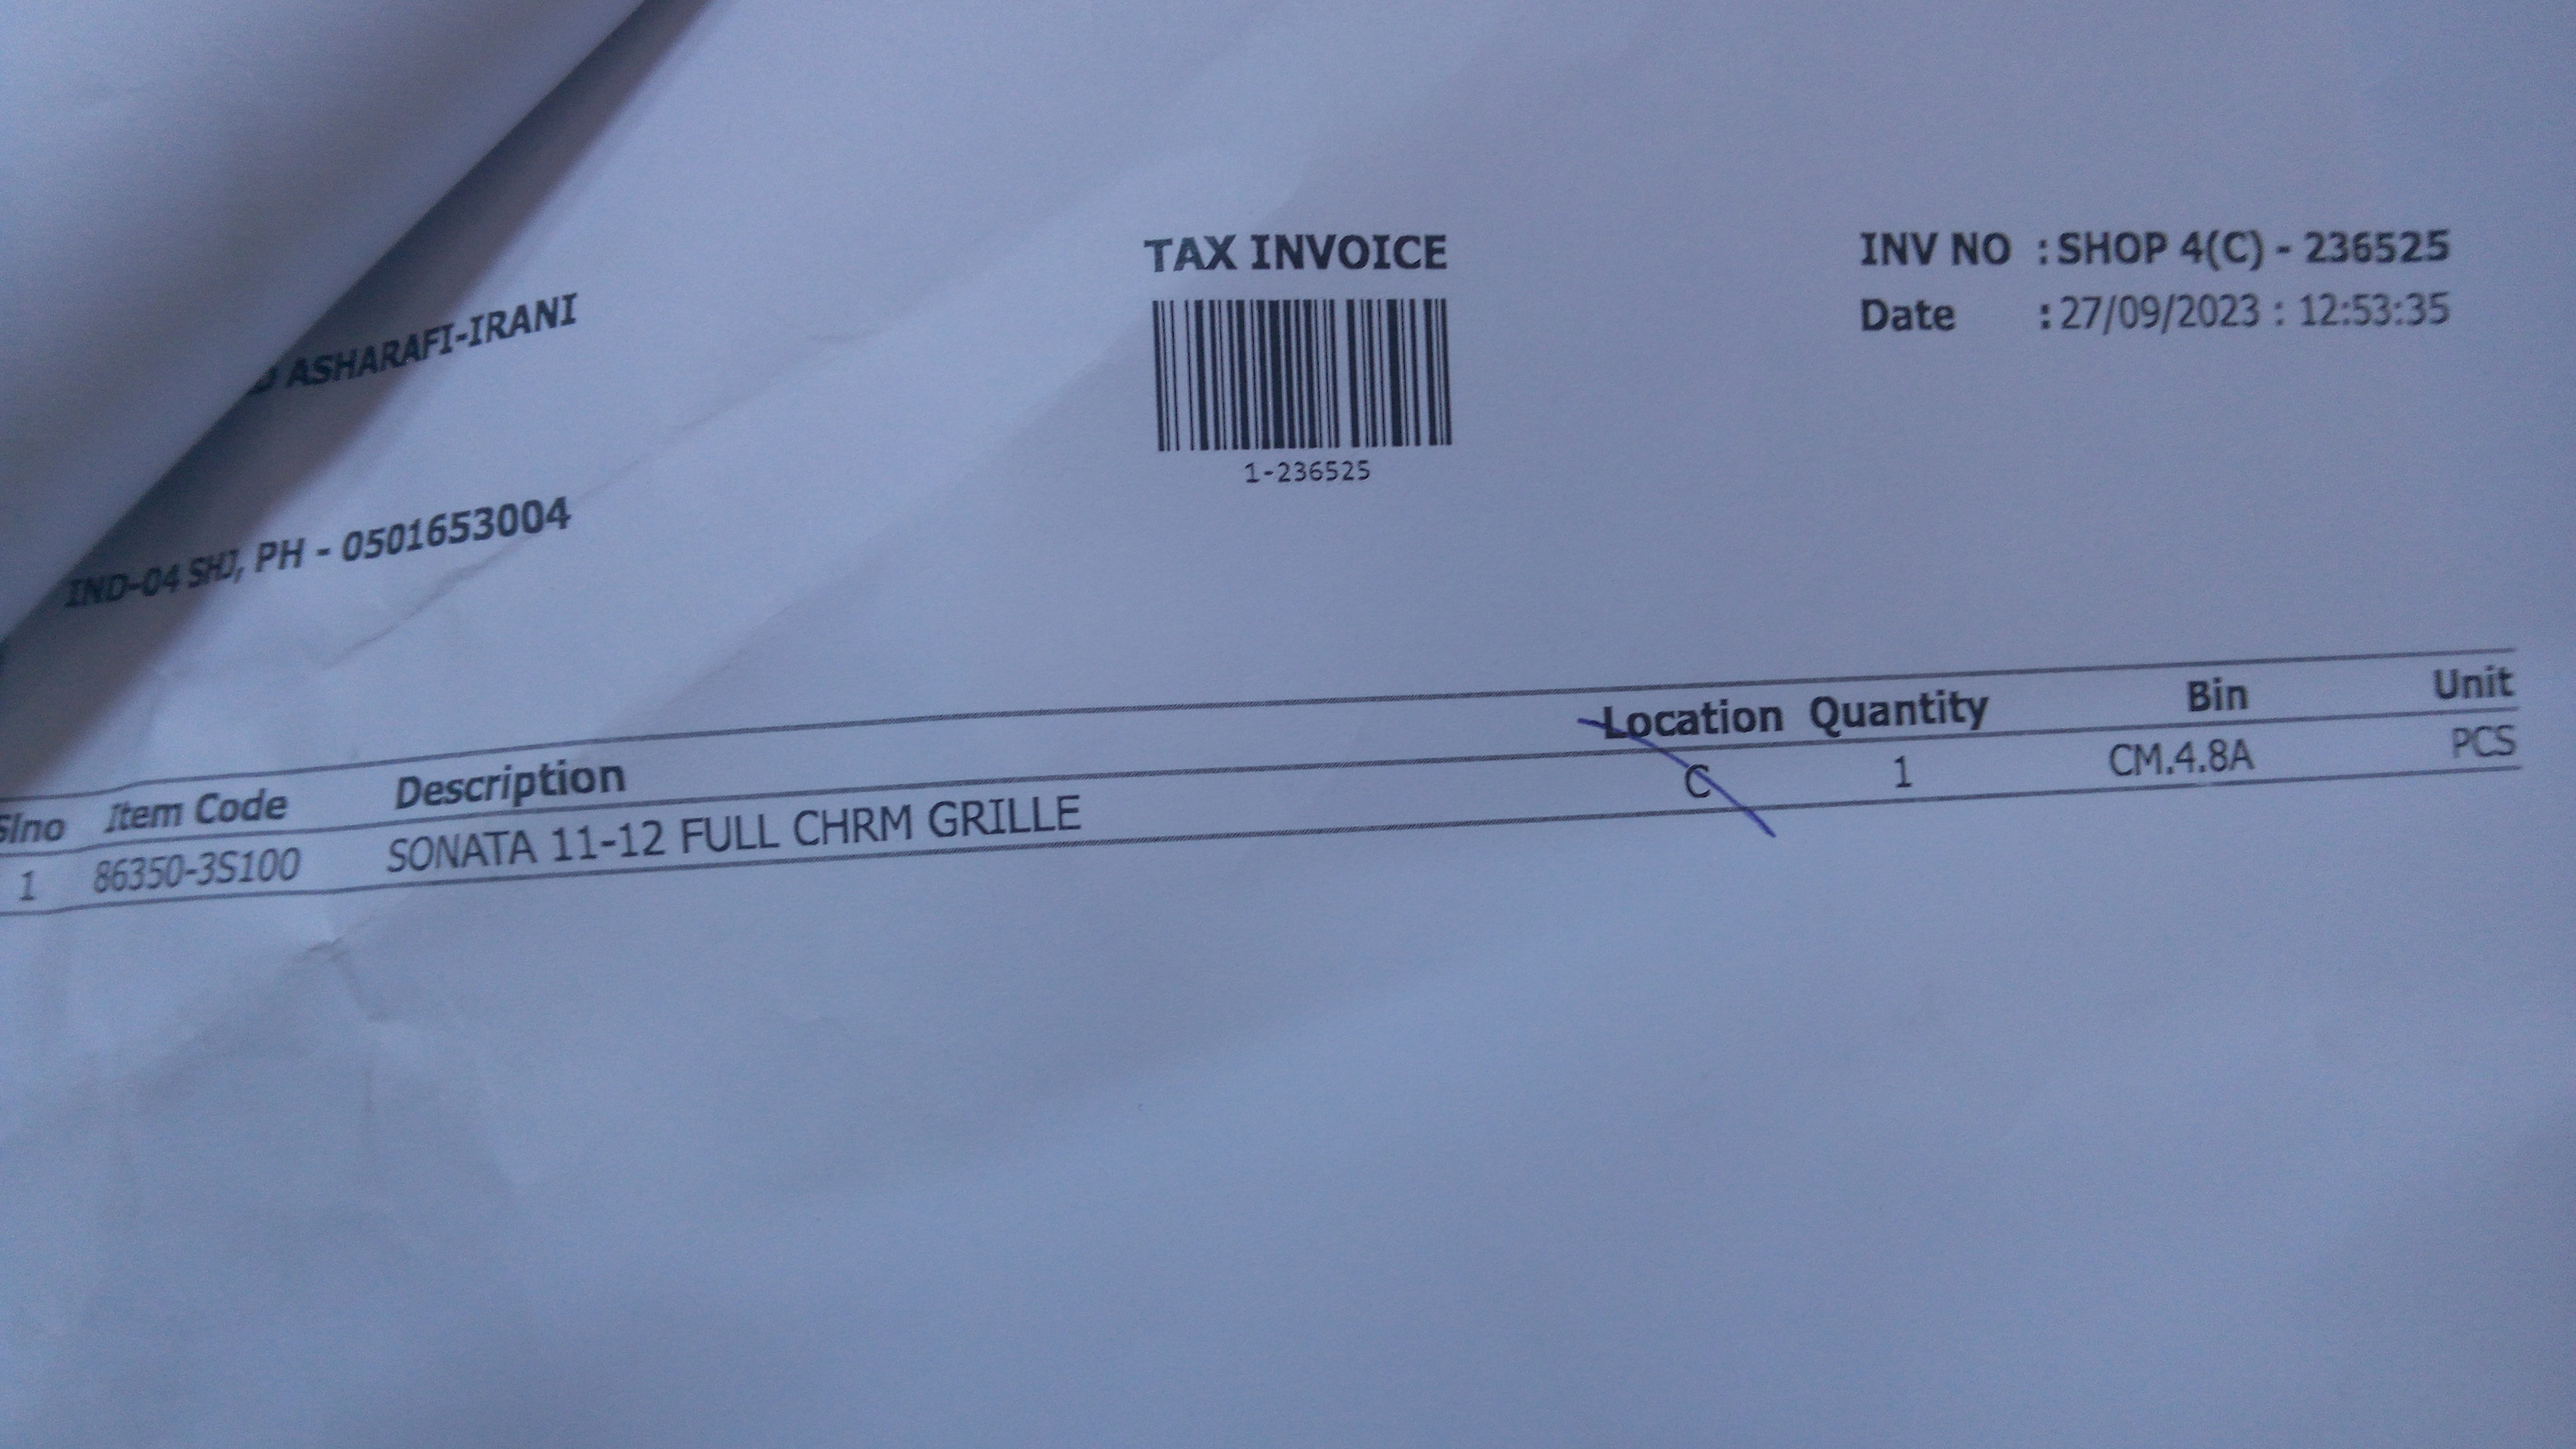 TAX INVOICE
INV NO : SHOP 4(C) - 236525
Date : 27/09/2023 : 12:53:35
ASHARAFI-IRANI
1-236525
IND-04 SHJ, PH - 0501653004
Slno Item Code Description Location Quantity Bin Unit
1 86350-3S100 SONATA 11-12 FULL CHRM GRILLE C 1 CM.4.8A PCS